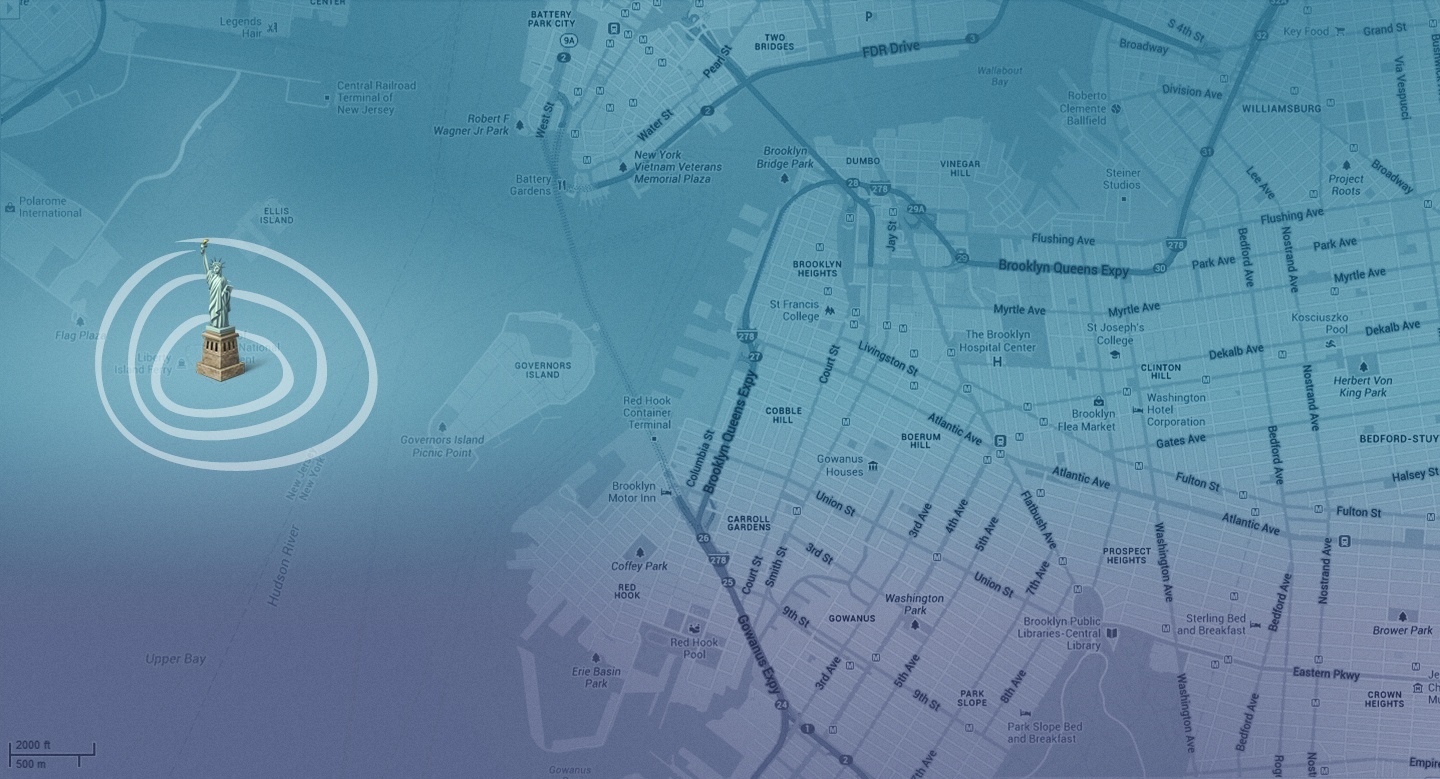 CENTER
Legends
Hair
BATTERY
PARK CITY
9A
2
P
TWO
BRIDGES
Pearl St
FDR Drive
3
S 4th St
Broadway
32
Key Food
Grand St
Via Vespucci
Central Railroad
Terminal of
New Jersey
Wallabout
Bay
Division Ave
WILLIAMSBURG
Roberto
Clemente
Ballfield
Robert F
Wagner Jr Park
West St
Water St
2
New York
Vietnam Veterans
Memorial Plaza
Brooklyn
Bridge Park
DUMBO
VINEGAR
HILL
31
Steiner
Studios
Lee Ave
Project
Roots
Broadway
Battery
Gardens
28
278
29A
Polarome
International
ELLIS
ISLAND
Jay St
Flushing Ave
Flushing Ave
278
29
30
Brooklyn Queens Expy
Park Ave
Park Ave
Bedford Ave
Nostrand Ave
Myrtle Ave
BROOKLYN
HEIGHTS
St Francis
College
Myrtle Ave
Myrtle Ave
Kosciuszko
Pool
Dekalb Ave
Flag Plaza
Liberty
Island Ferry
National
278
27
Livingston St
Court St
The Brooklyn
Hospital Center
H
St Joseph's
College
Dekalb Ave
CLINTON
HILL
Herbert Von
King Park
GOVERNORS
ISLAND
Red Hook
Container
Terminal
COBBLE
HILL
Brooklyn
Flea Market
Washington
Hotel
Corporation
Nostrand Ave
Governors Island
Picnic Point
Columbia St
Brooklyn Queens Expy
BOERUM
HILL
Atlantic Ave
Gates Ave
BEDFORD-STUY
Gowanus
Houses
Bedford Ave
New Jersey
New York
Brooklyn
Motor Inn
Atlantic Ave
Fulton St
Halsey St
Union St
3rd Ave
4th Ave
5th Ave
Flatbush Ave
Atlantic Ave
Fulton St
CARROLL
GARDENS
26
278
25
Hudson River
Coffey Park
RED
HOOK
Court St
Smith St
3rd St
Union St
7th Ave
PROSPECT
HEIGHTS
Washington Ave
Nostrand Ave
Bedford Ave
Washington
Park
9th St
GOWANUS
Brooklyn Public
Libraries-Central
Library
Sterling Bed
and Breakfast
Brower Park
Red Hook
Pool
Gowanus Expy
Upper Bay
Erie Basin
Park
3rd Ave
5th Ave
9th St
8th Ave
PARK
SLOPE
Eastern Pkwy
CROWN
HEIGHTS
24
1
Park Slope Bed
and Breakfast
Washington Ave
Bedford Ave
2
7th Ave
2000 ft
500 m
Gowanus
Empire